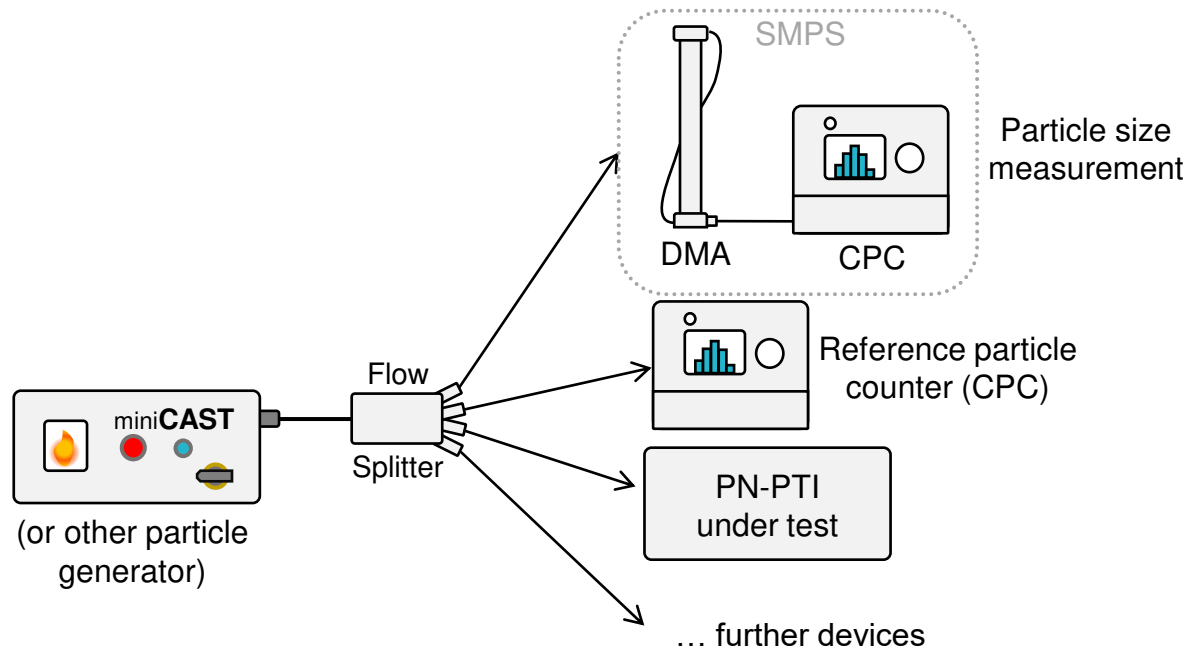 SMPS
DMA
CPC
Particle size
measurement
Reference particle
counter (CPC)
Flow
Splitter
miniCAST
(or other particle
generator)
PN-PTI
under test
… further devices